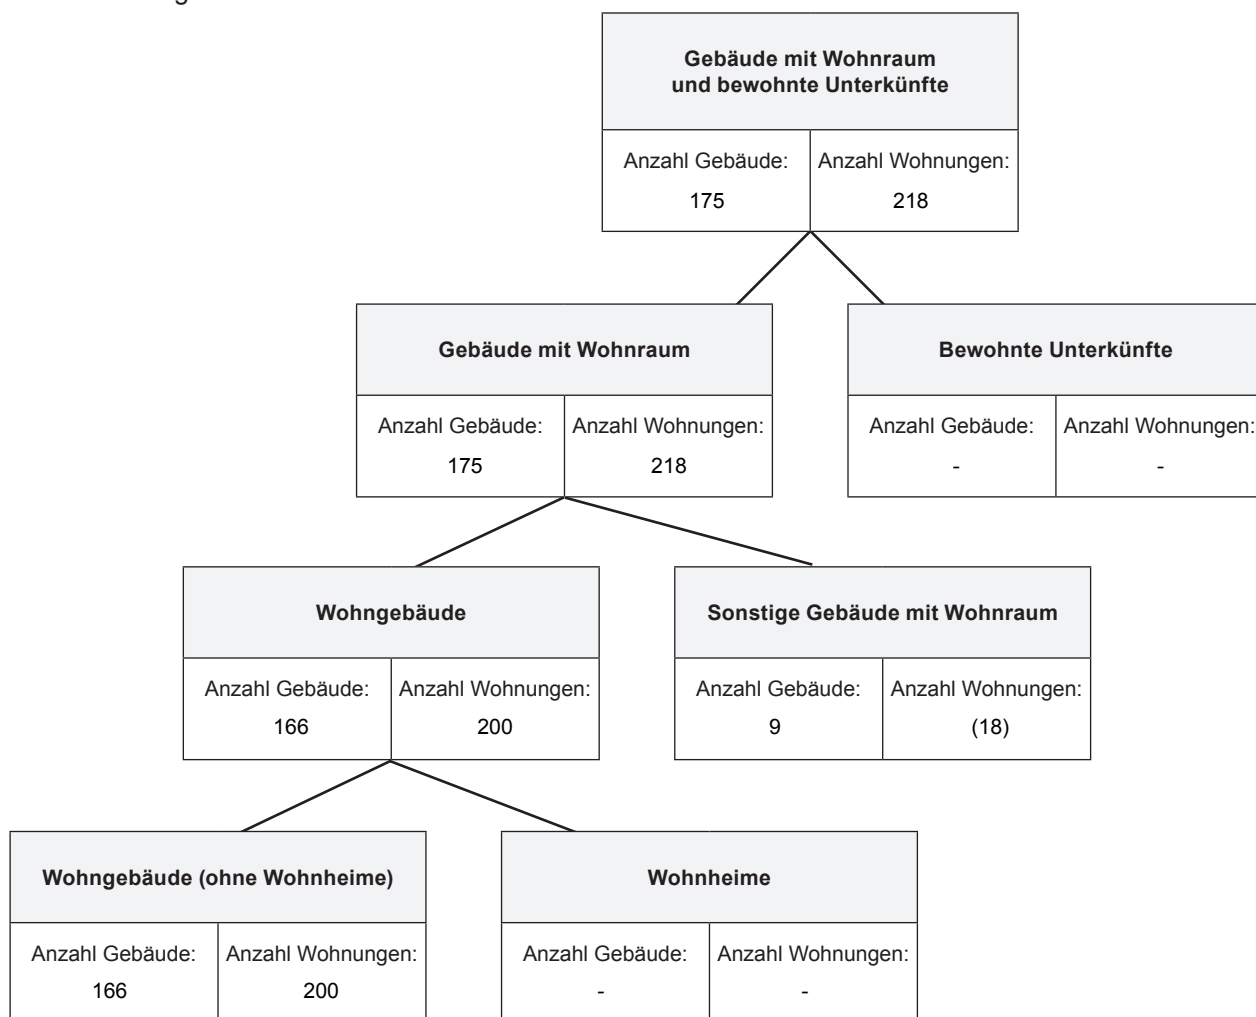 Gebäude mit Wohnraum
und bewohnte Unterkünfte
Anzahl Gebäude: Anzahl Wohnungen:
175 218
Gebäude mit Wohnraum
Anzahl Gebäude: Anzahl Wohnungen:
175 218
Bewohnte Unterkünfte
Anzahl Gebäude: Anzahl Wohnungen:
- -
Wohngebäude
Anzahl Gebäude: Anzahl Wohnungen:
166 200
Sonstige Gebäude mit Wohnraum
Anzahl Gebäude: Anzahl Wohnungen:
9 (18)
Wohngebäude (ohne Wohnheime)
Anzahl Gebäude: Anzahl Wohnungen:
166 200
Wohnheime
Anzahl Gebäude: Anzahl Wohnungen:
- -